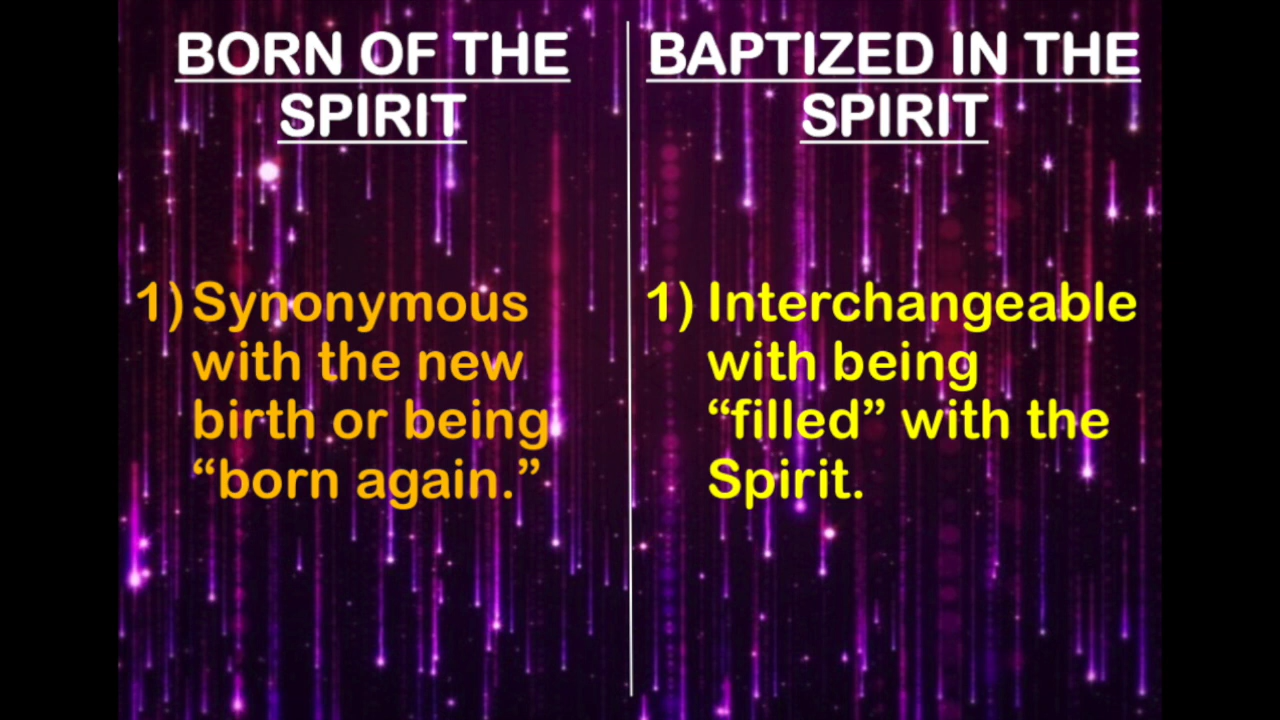 BORN OF THE
SPIRIT
1) Synonymous
with the new
birth or being
“born again.”
BAPTIZED IN THE
SPIRIT
1) Interchangeable
with being
“filled” with the
Spirit.